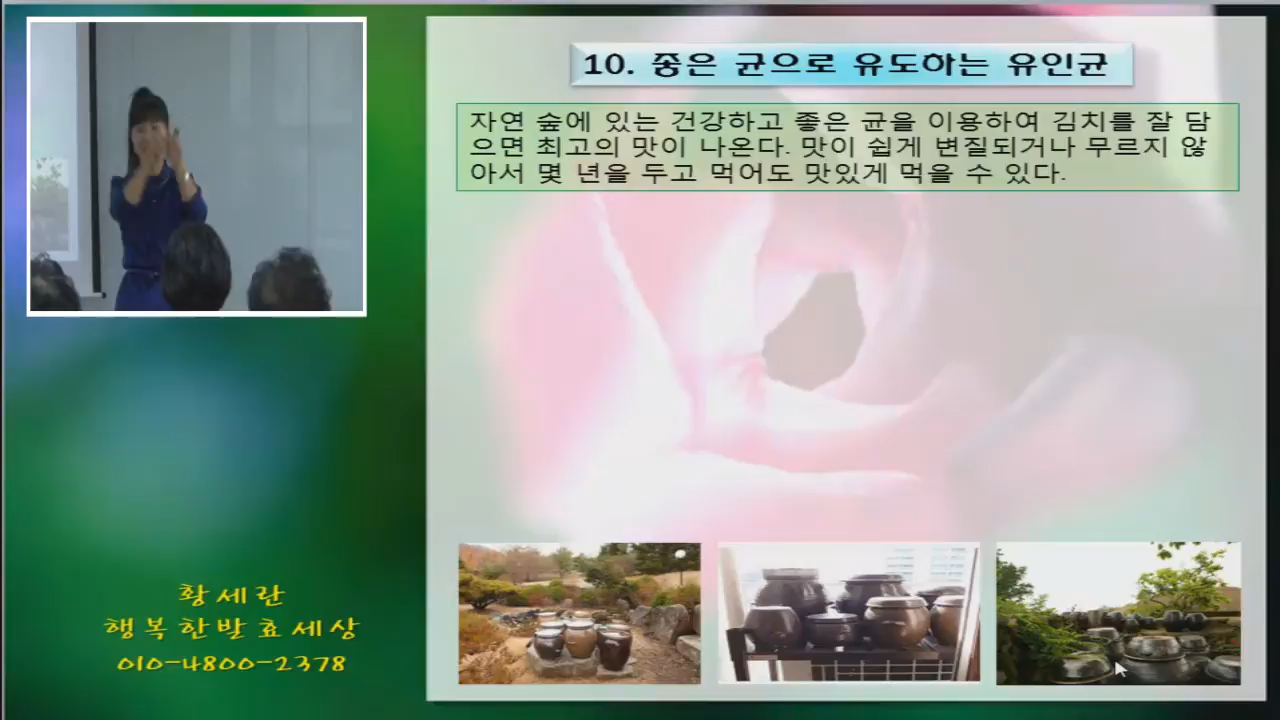 10. 좋은 균으로 유도하는 유인균
자연 숲에 있는 건강하고 좋은 균을 이용하여 김치를 잘 담
으면 최고의 맛이 나온다. 맛이 쉽게 변질되거나 무르지 않
아서 몇 년을 두고 먹어도 맛있게 먹을 수 있다.
황세란
행복한발효세상
010-4800-2378